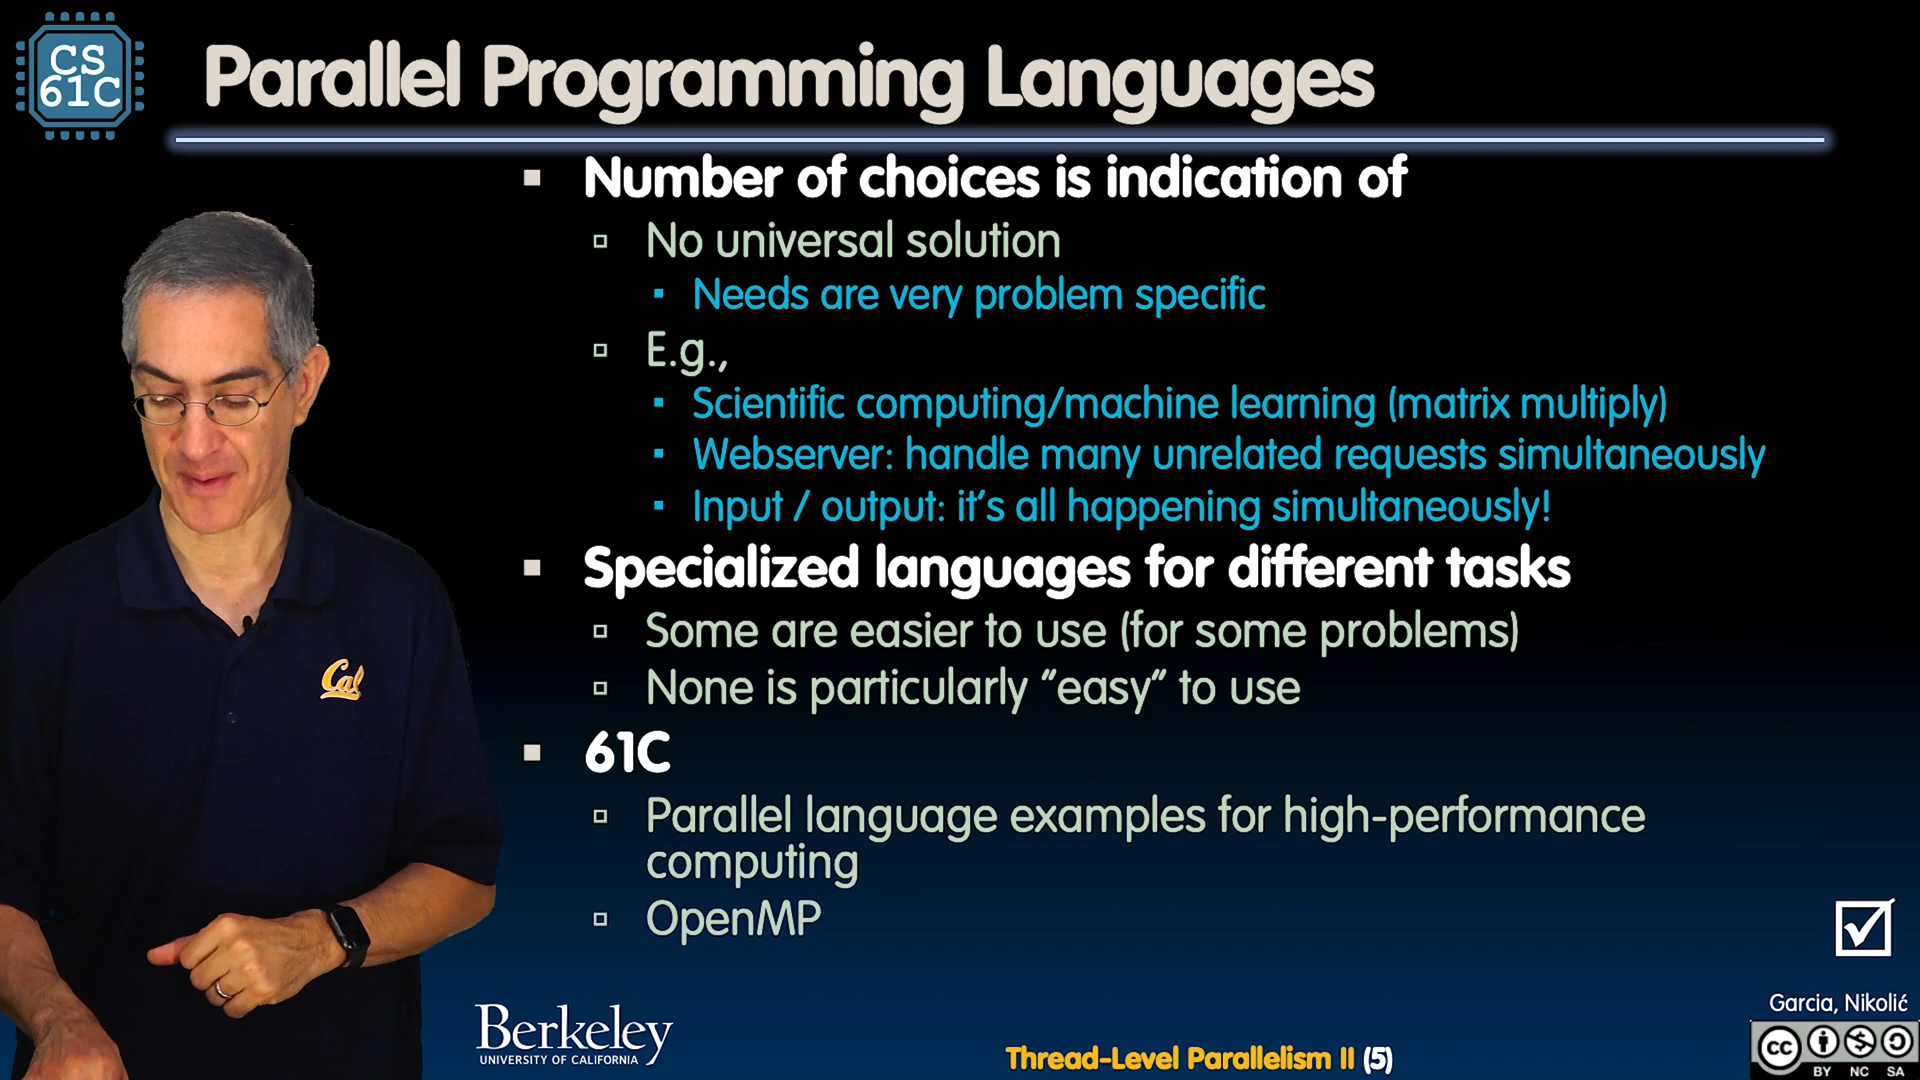 CS
61C
Parallel Programming Languages
Number of choices is indication of
No universal solution
Needs are very problem specific
E.g.,
Scientific computing/machine learning (matrix multiply)
Webserver: handle many unrelated requests simultaneously
Input / output: it's all happening simultaneously!
Specialized languages for different tasks
Some are easier to use (for some problems)
None is particularly “easy” to use
61C
Parallel language examples for high-performance
computing
OpenMP
Cal
Berkeley
UNIVERSITY OF CALIFORNIA
Thread-Level Parallelism II (5)
Garcia, Nikolić
cc
BY NC SA